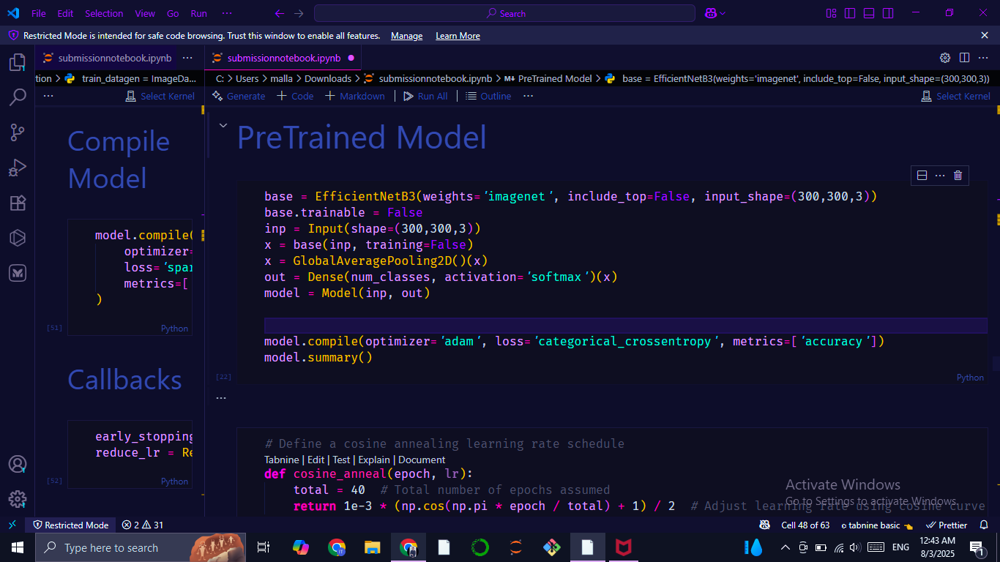 File Edit Selection View Go Run ··· Search
Restricted Mode is intended for safe code browsing. Trust this window to enable all features. Manage Learn More
submissionnotebook.ipynb ···
submissionnotebook.ipynb
tion > train_datagen = ImageDa...
C: > Users > malla > Downloads > submissionnotebook.ipynb > PreTrained Model > base = EfficientNetB3(weights='imagenet', include_top=False, input_shape=(300,300,3))
··· Select Kernel
Generate + Code + Markdown | Run All | Outline ··· Select Kernel
Compile
Model
model.compile(
optimizer=
loss='spar
metrics=[
)
[51] Python
Callbacks
early_stopping
reduce_lr = Re
[52] Python
PreTrained Model
base = EfficientNetB3(weights='imagenet', include_top=False, input_shape=(300,300,3))
base.trainable = False
inp = Input(shape=(300,300,3))
x = base(inp, training=False)
x = GlobalAveragePooling2D()(x)
out = Dense(num_classes, activation='softmax')(x)
model = Model(inp, out)
model.compile(optimizer='adam', loss='categorical_crossentropy', metrics=['accuracy'])
model.summary()
[22] Python
···
# Define a cosine annealing learning rate schedule
Tabnine | Edit | Test | Explain | Document
def cosine_anneal(epoch, lr):
total = 40 # Total number of epochs assumed
return 1e-3 * (np.cos(np.pi * epoch / total) + 1) / 2 # Adjust learning rate using cosine curve
Activate Windows
Go to Settings to activate Windows.
Restricted Mode 2 31 Cell 48 of 63 tabnine basic Prettier
Type here to search ENG 12:43 AM
8/3/2025 1